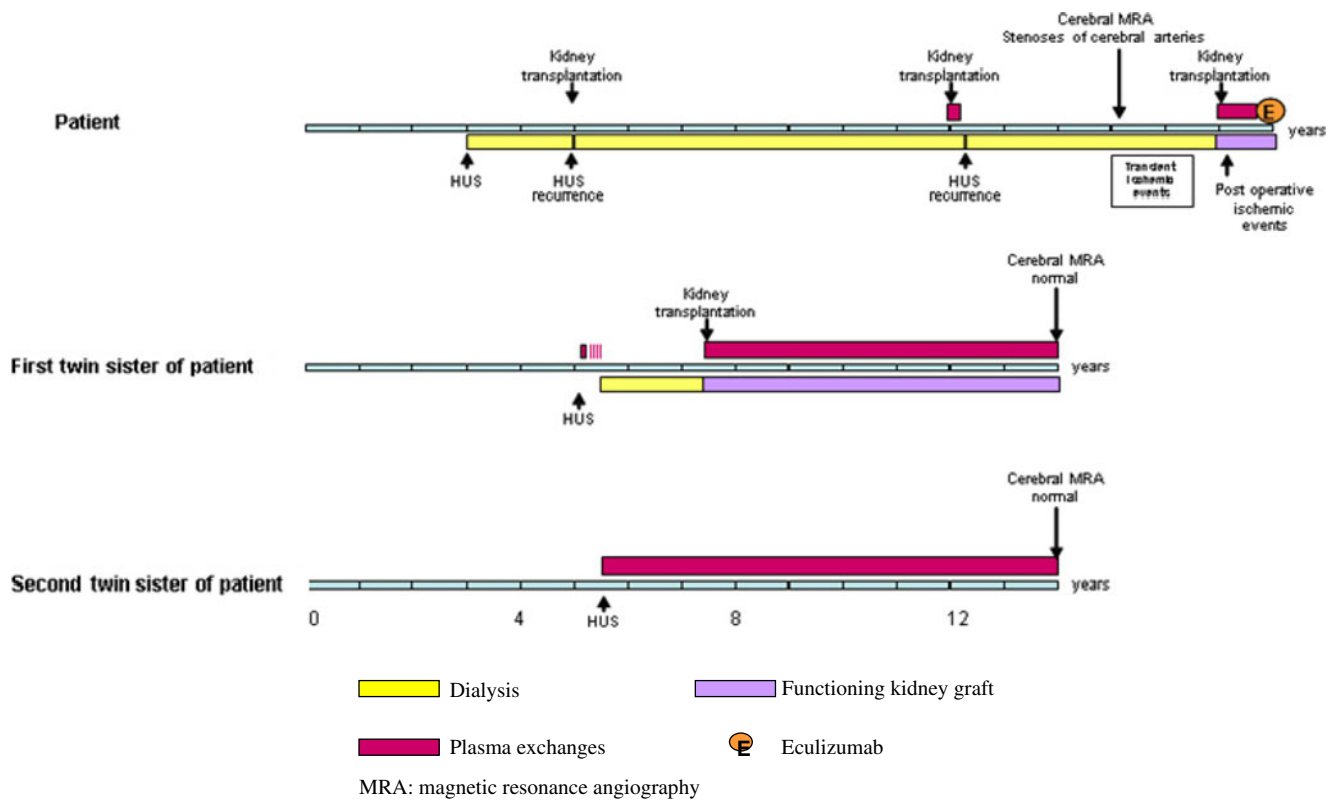 Cerebral MRA
Stenoses of cerebral arteries
Kidney
transplantation
Kidney
transplantation
Kidney
transplantation
E
Patient
years
HUS
HUS
recurrence
HUS
recurrence
Transient
ischemic
events
Post operative
ischemic
events
Cerebral MRA
normal
Kidney
transplantation
First twin sister of patient
years
HUS
Cerebral MRA
normal
Second twin sister of patient
years
HUS
0 4 8 12
Dialysis
Functioning kidney graft
Plasma exchanges
E Eculizumab
MRA: magnetic resonance angiography